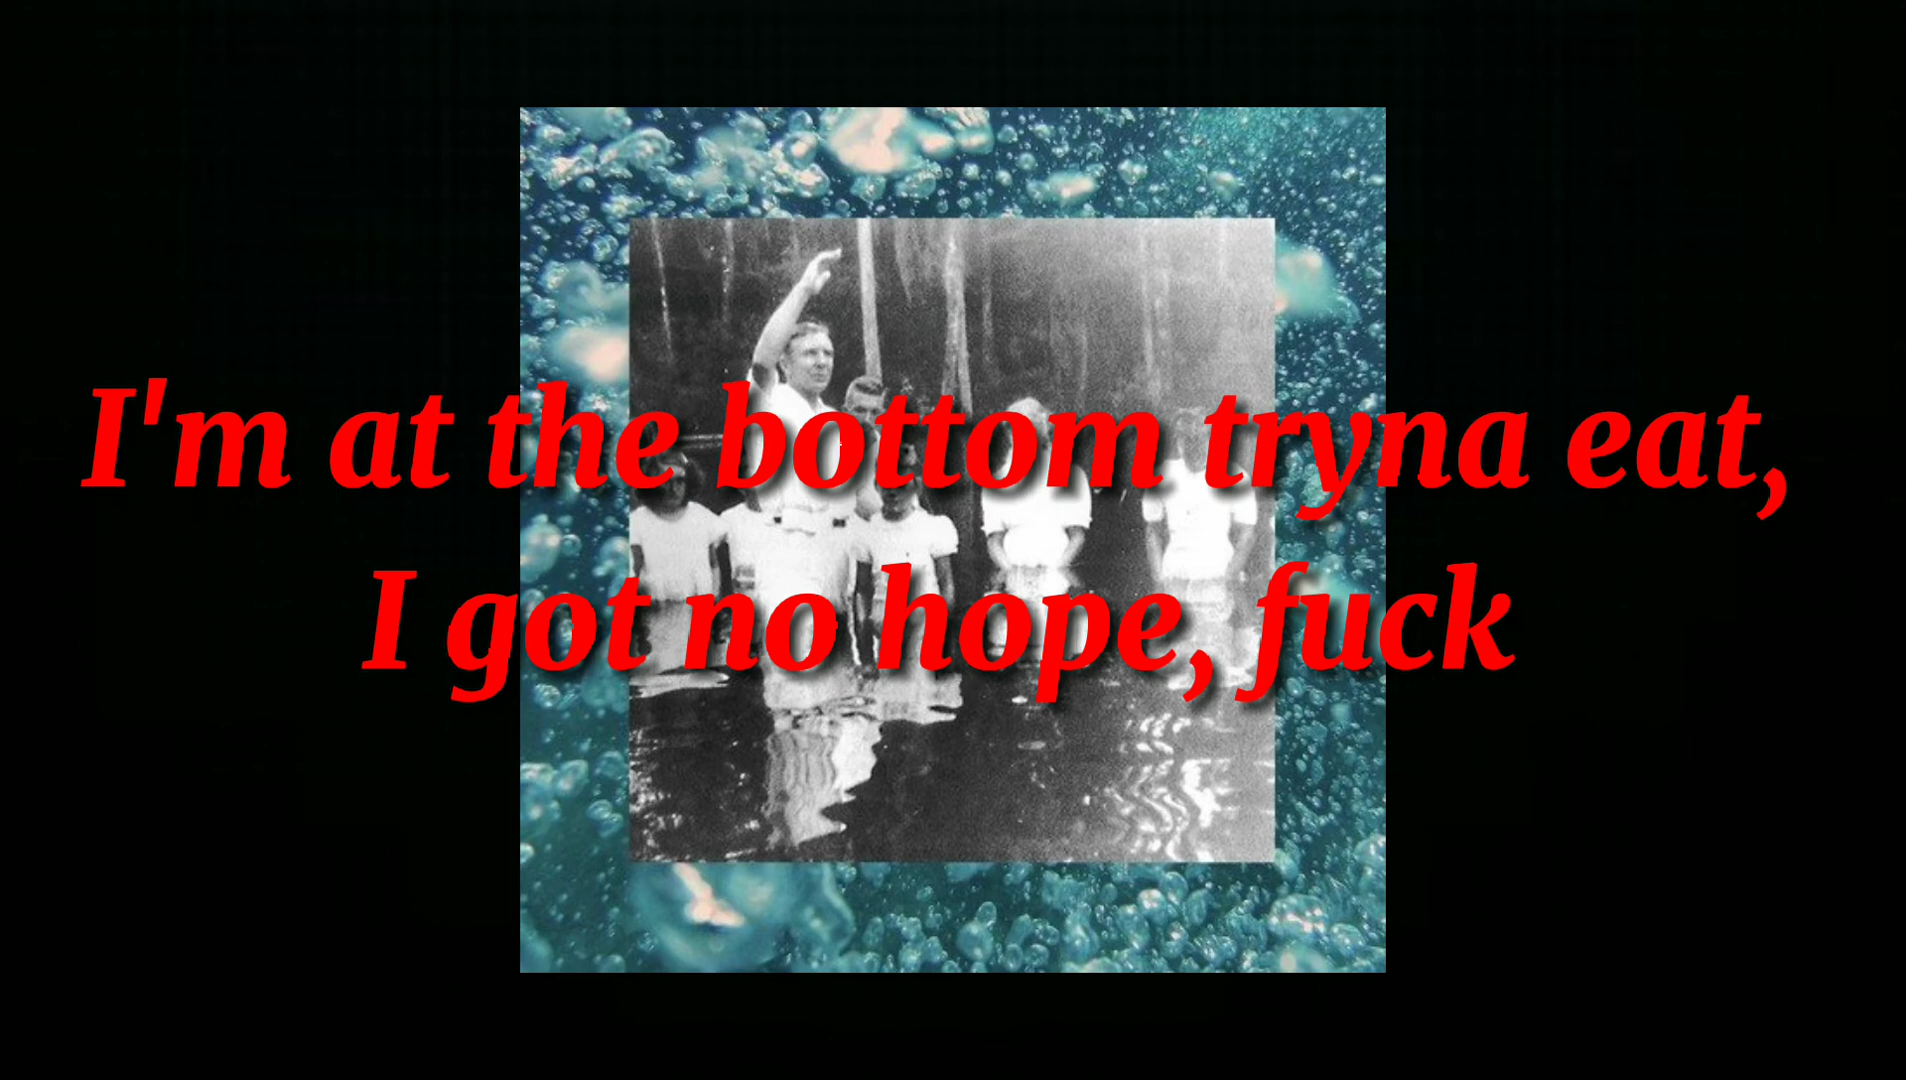 I'm at the bottom tryna eat,
I got no hope, fuck